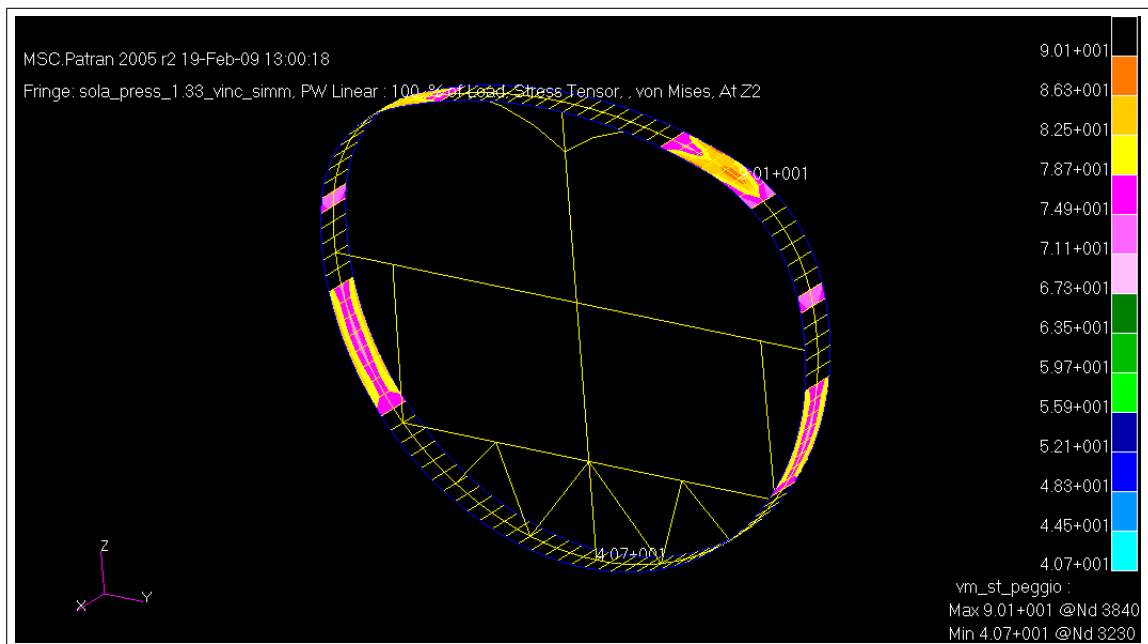 MSC.Patran 2005 r2 19-Feb-09 13:00:18
Fringe: sola_press_1.33_vinc_simm, PW Linear : 100. % of Load, Stress Tensor, , von Mises, At Z2
9.01+001
8.63+001
8.25+001
7.87+001
7.49+001
7.11+001
6.73+001
6.35+001
5.97+001
5.59+001
5.21+001
4.83+001
4.45+001
4.07+001
9.01+001
4.07+001
Z
X
Y
vm_st_peggio :
Max 9.01+001 @Nd 3840
Min 4.07+001 @Nd 3230